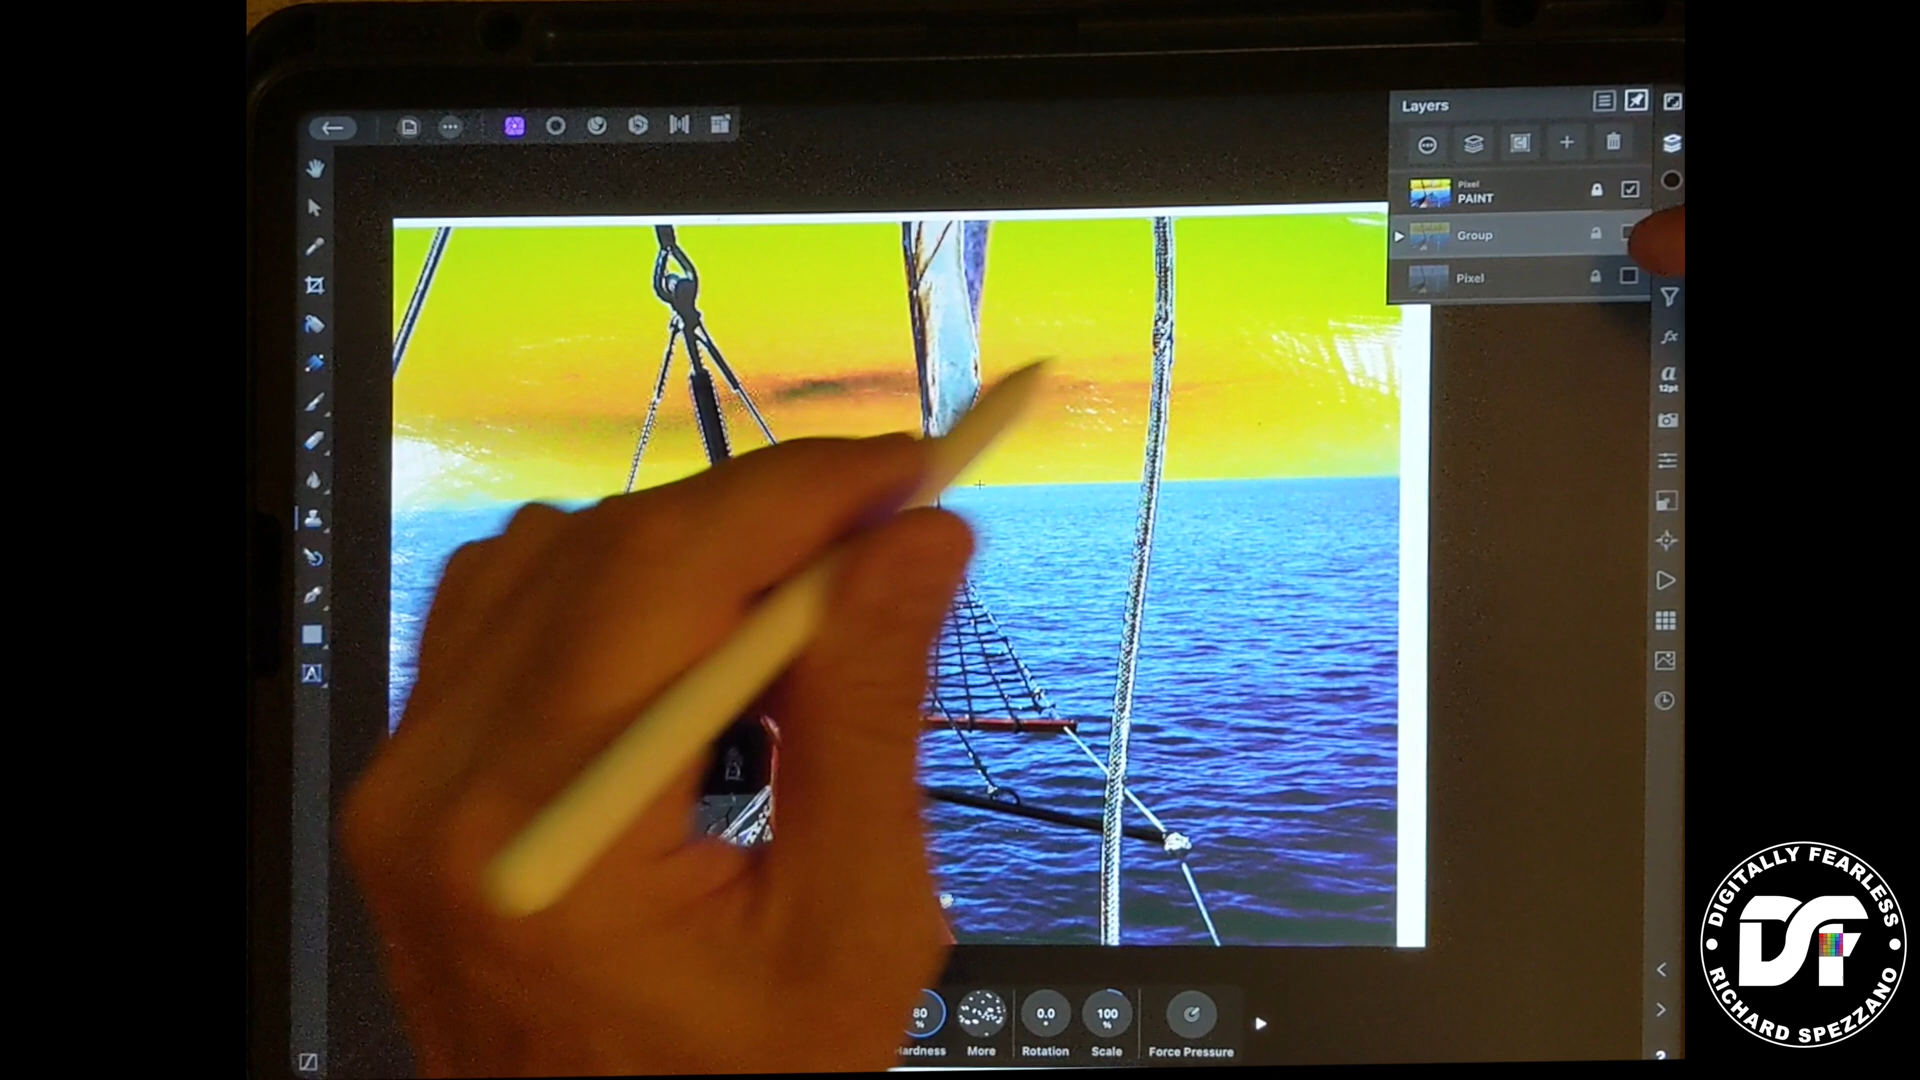 Layers
Pixel
PAINT
Group
Pixel
fx
a
12pt
A
80
%
Hardness
More
0.0
°
Rotation
100
%
Scale
Force Pressure
?
DIGITALLY FEARLESS
DF
RICHARD SPEZZANO